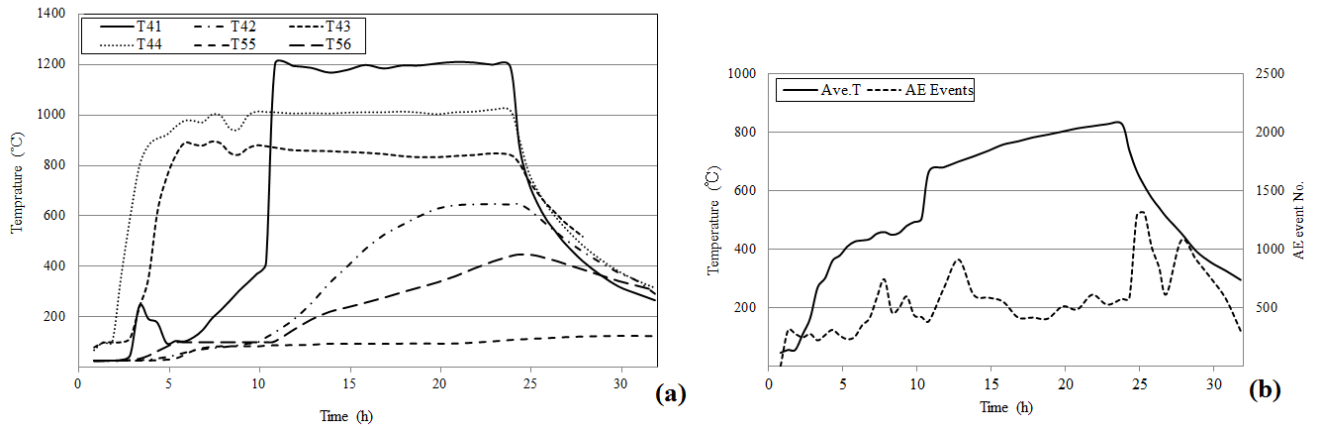 1400
T41 T42 T43
T44 T55 T56
1200
1000
800
600
400
200
0 5 10 15 20 25 30
Temprature (℃)
Time (h)
(a)
1000
800
600
400
200
Ave.T AE Events
2500
2000
1500
1000
500
0 5 10 15 20 25 30
Temperature (℃)
AE event No.
Time (h)
(b)